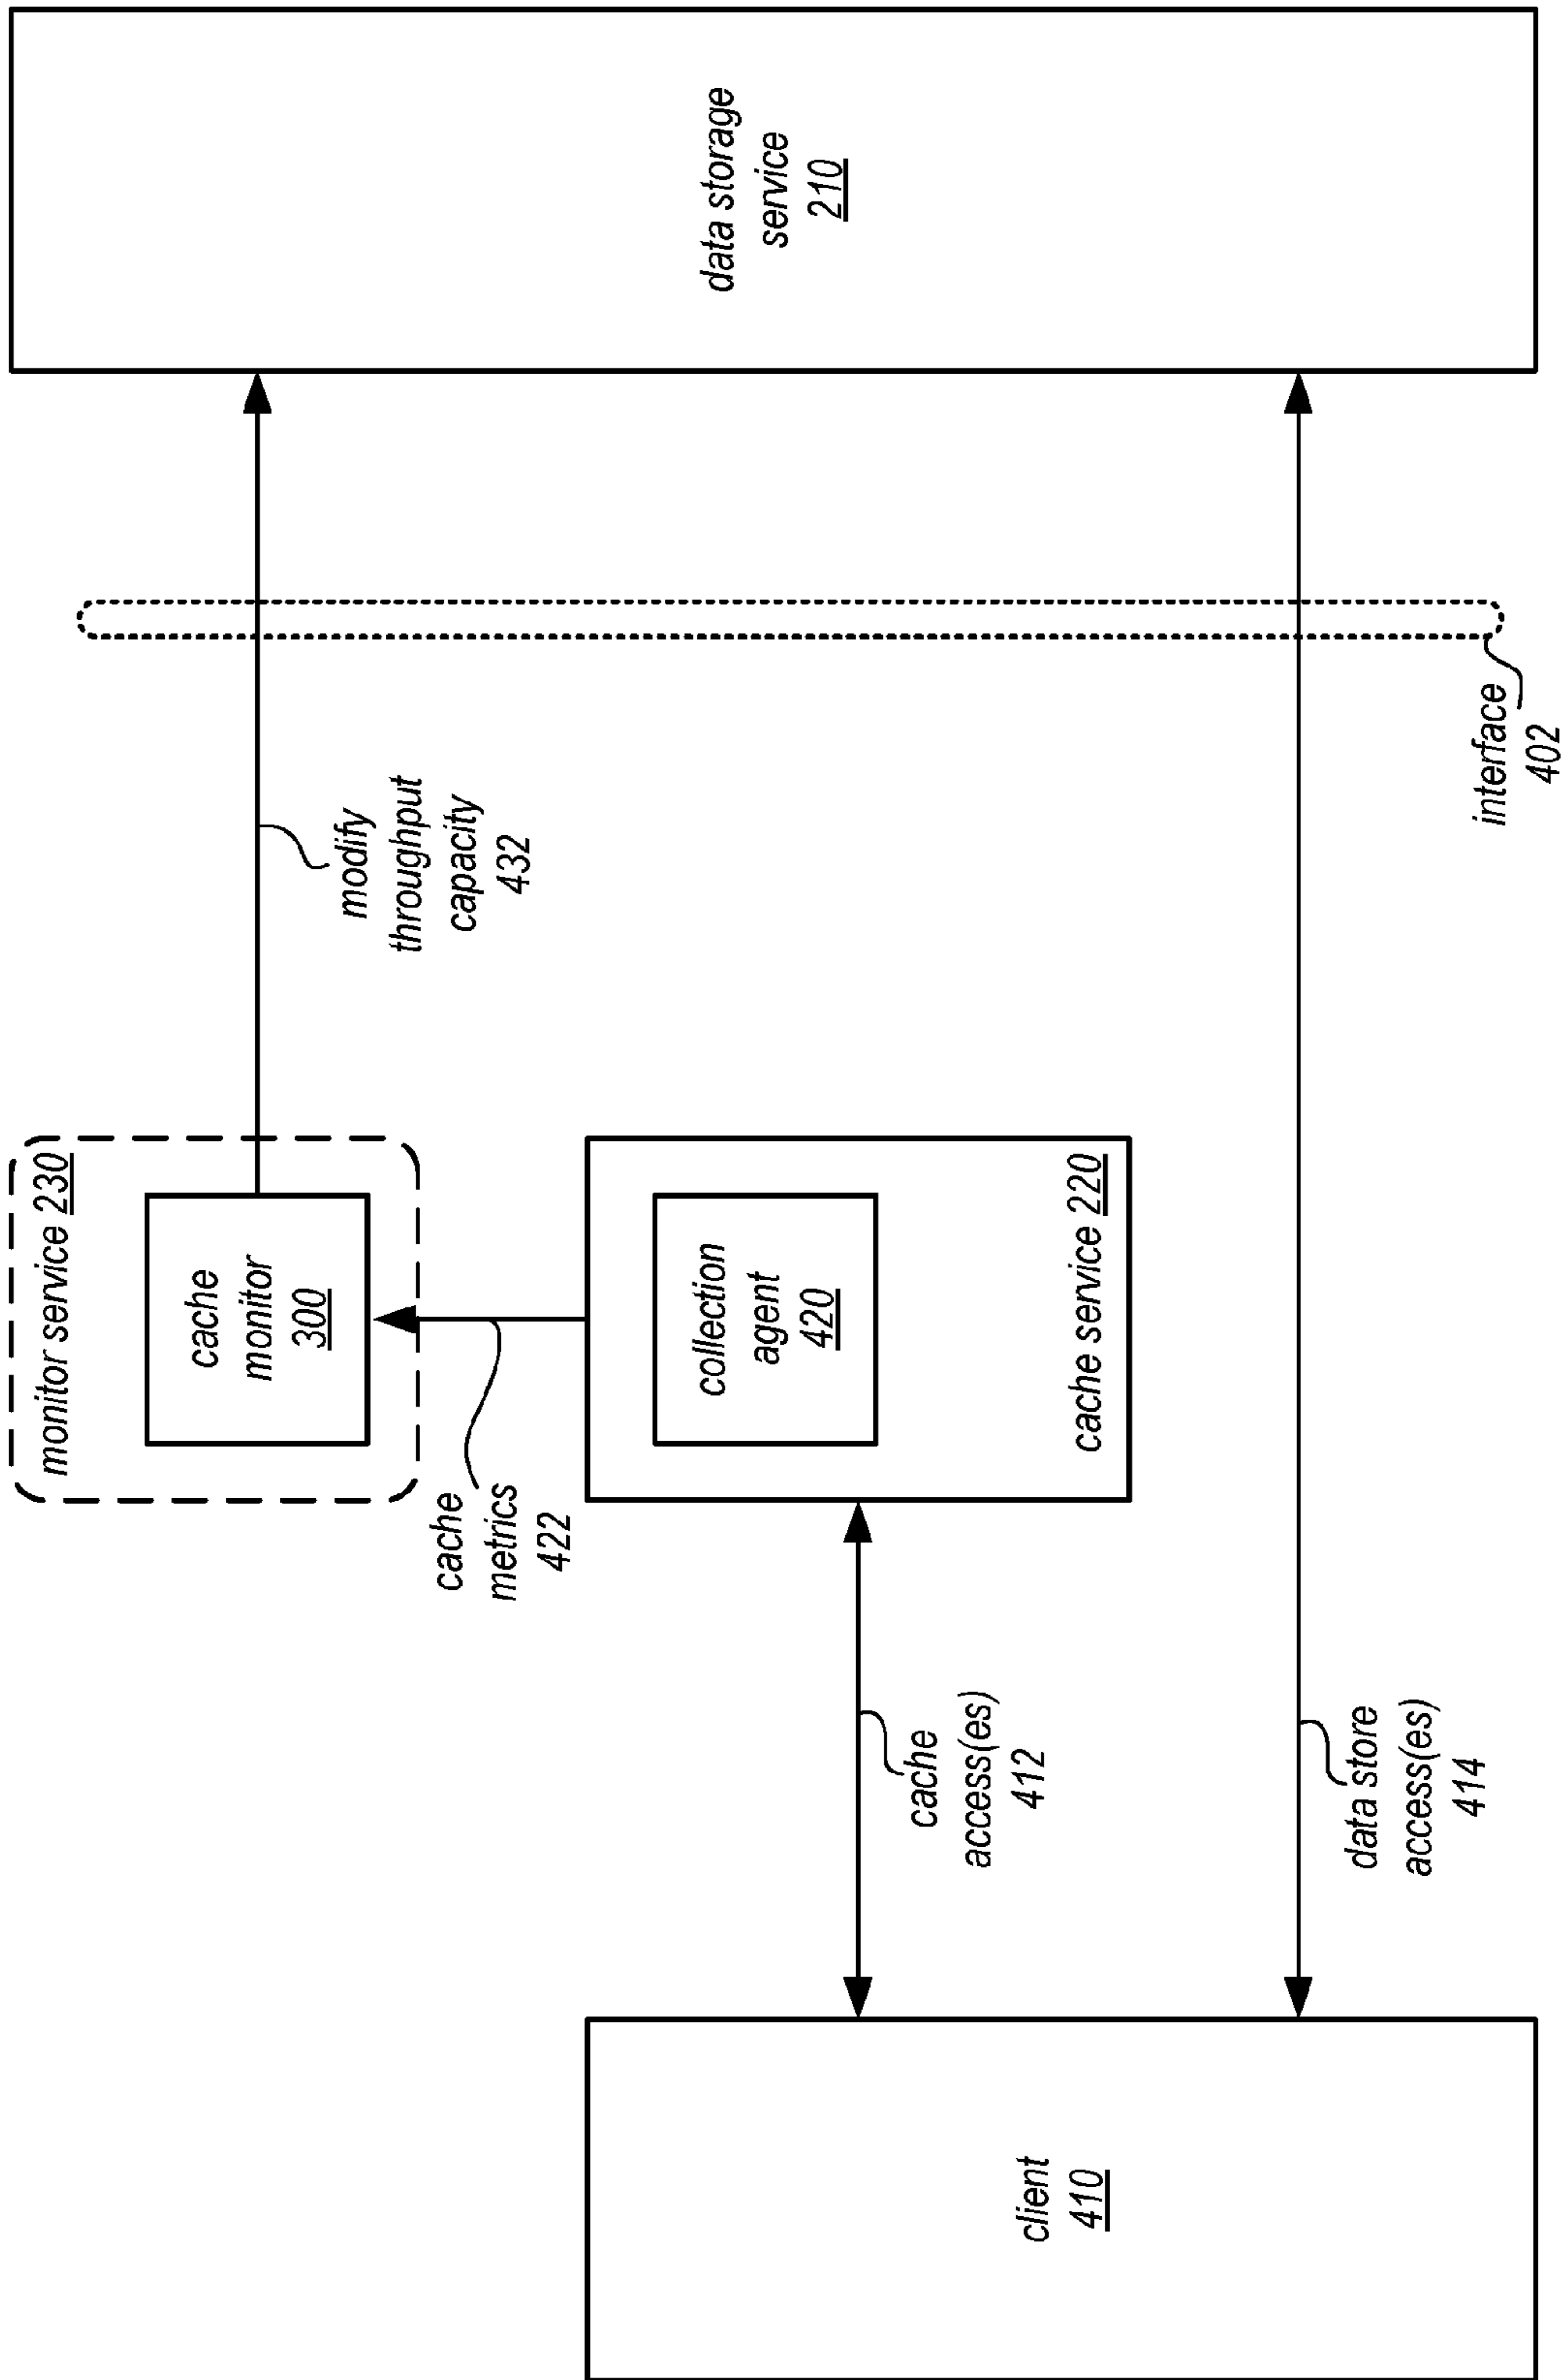 monitor service 230
cache
monitor
300
modify
throughput
capacity
432
data storage
service
210
cache
metrics
422
collection
agent
420
cache service 220
client
410
cache
access(es)
412
data store
access(es)
414
interface
402